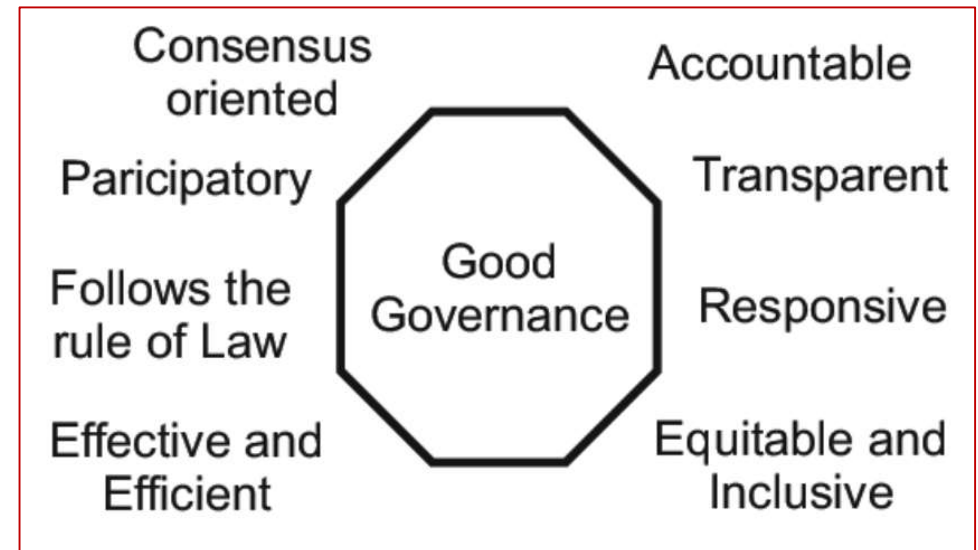 Consensus
oriented
Accountable
Paricipatory
Transparent
Good
Governance
Follows the
rule of Law
Responsive
Effective and
Efficient
Equitable and
Inclusive